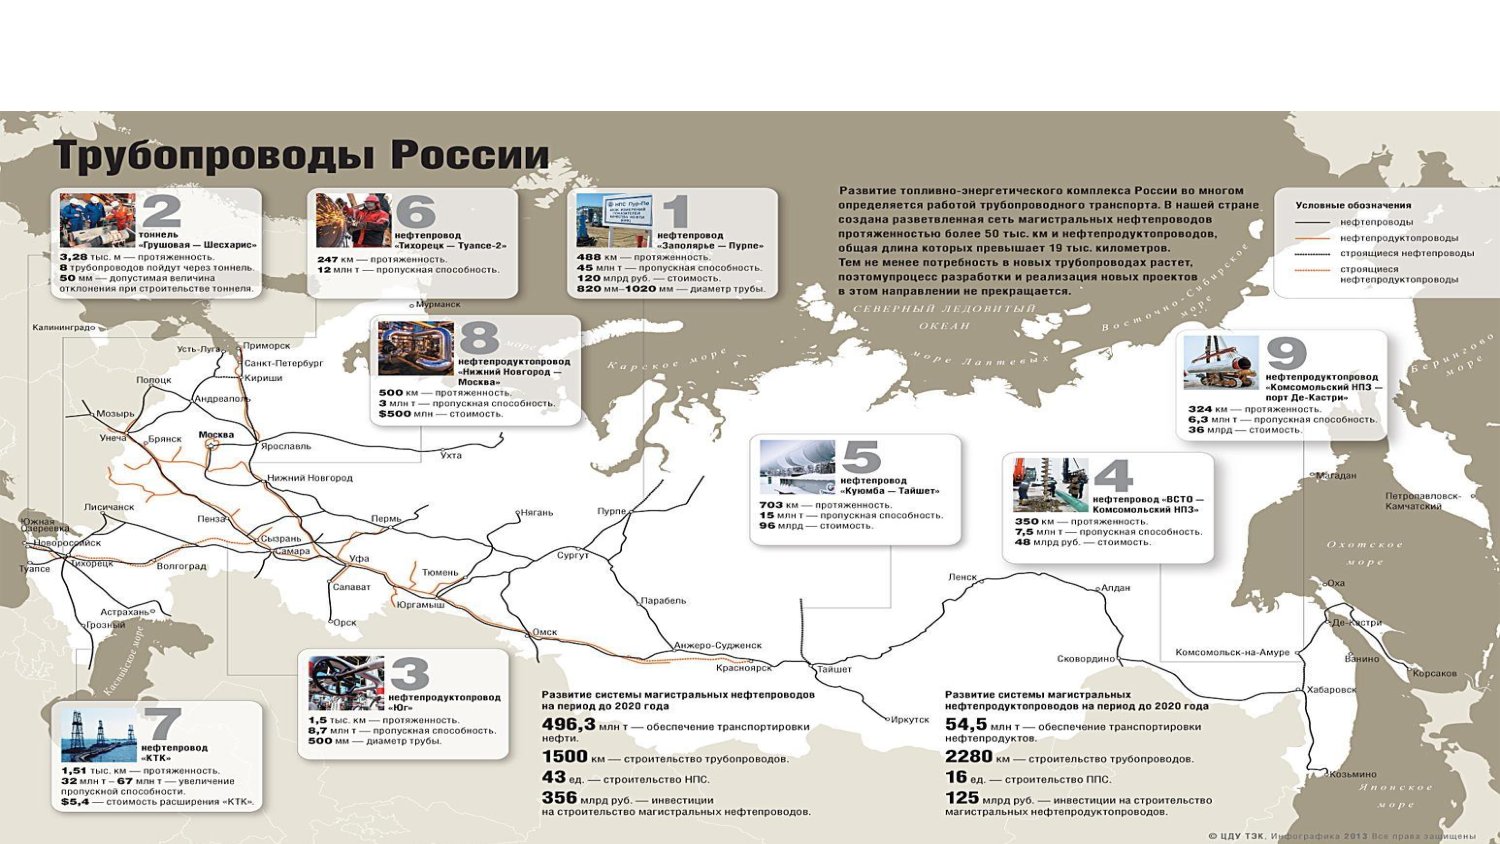 Трубопроводы России
2
тоннель
«Грушовая — Шесхарис»
3,28 тыс. м — протяженность.
8 трубопроводов пойдут через тоннель.
50 мм — допустимая величина
отклонения при строительстве тоннеля.
6
нефтепровод
«Тихорецк — Туапсе-2»
247 км — протяженность.
12 млн т — пропускная способность.
1
нефтепровод
«Заполярье — Пурпе»
488 км — протяженность.
45 млн т — пропускная способность.
120 млрд руб. — стоимость.
820 мм–1020 мм — диаметр трубы.
Развитие топливно-энергетического комплекса России во многом
определяется работой трубопроводного транспорта. В нашей стране
создана разветвленная сеть магистральных нефтепроводов
протяженностью более 50 тыс. км и нефтепродуктопроводов,
общая длина которых превышает 19 тыс. километров.
Тем не менее потребность в новых трубопроводах растет,
поэтомупроцесс разработки и реализация новых проектов
в этом направлении не прекращается.
Условные обозначения
нефтепроводы
нефтепродуктопроводы
строящиеся нефтепроводы
строящиеся
нефтепродуктопроводы
8
нефтепродуктопровод
«Нижний Новгород —
Москва»
500 км — протяженность.
3 млн т — пропускная способность.
$500 млн — стоимость.
9
нефтепродуктопровод
«Комсомольский НПЗ —
порт Де-Кастри»
324 км — протяженность.
6,3 млн т — пропускная способность.
36 млрд — стоимость.
5
нефтепровод
«Куюмба — Тайшет»
703 км — протяженность.
15 млн т — пропускная способность.
96 млрд — стоимость.
4
нефтепровод «ВСТО —
Комсомольский НПЗ»
350 км — протяженность.
7,5 млн т — пропускная способность.
48 млрд руб. — стоимость.
СЕВЕРНЫЙ ЛЕДОВИТЫЙ
ОКЕАН
Восточно-Сибирское
море
Карское море
море Лаптевых
Берингово
море
Охотское
море
Японское
море
Каспийское море
Мурманск
Калининград
Усть-Луга
Приморск
Санкт-Петербург
Кириши
Полоцк
Андреаполь
Мозырь
Унеча
Брянск
Москва
Ярославль
Ухта
Нижний Новгород
Лисичанск
Пенза
Пермь
Нягань
Пурпе
Южная
Озереевка
Новороссийск
Сызрань
Самара
Сургут
Туапсе
Тихорецк
Волгоград
Уфа
Тюмень
Салават
Юргамыш
Парабель
Астрахань
Грозный
Орск
Омск
Анжеро-Судженск
Красноярск
Тайшет
Иркутск
Ленск
Алдан
Сковородино
Комсомольск-на-Амуре
Хабаровск
Магадан
Петропавловск-
Камчатский
Оха
Де-Кастри
Ванино
Корсаков
Козьмино
7
нефтепровод
«КТК»
1,51 тыс. км — протяженность.
32 млн т – 67 млн т — увеличение
пропускной способности.
$5,4 — стоимость расширения «КТК».
3
нефтепродуктопровод
«Юг»
1,5 тыс. км — протяженность.
8,7 млн т — пропускная способность.
500 мм — диаметр трубы.
Развитие системы магистральных нефтепроводов
на период до 2020 года
496,3 млн т — обеспечение транспортировки
нефти.
1500 км — строительство трубопроводов.
43 ед. — строительство НПС.
356 млрд руб. — инвестиции
на строительство магистральных нефтепроводов.
Развитие системы магистральных
нефтепродуктопроводов на период до 2020 года
54,5 млн т — обеспечение транспортировки
нефтепродуктов.
2280 км — строительство трубопроводов.
16 ед. — строительство ППС.
125 млрд руб. — инвестиции на строительство
магистральных нефтепродуктопроводов.
© ЦДУ ТЭК. Инфографика 2013 Все права защищены